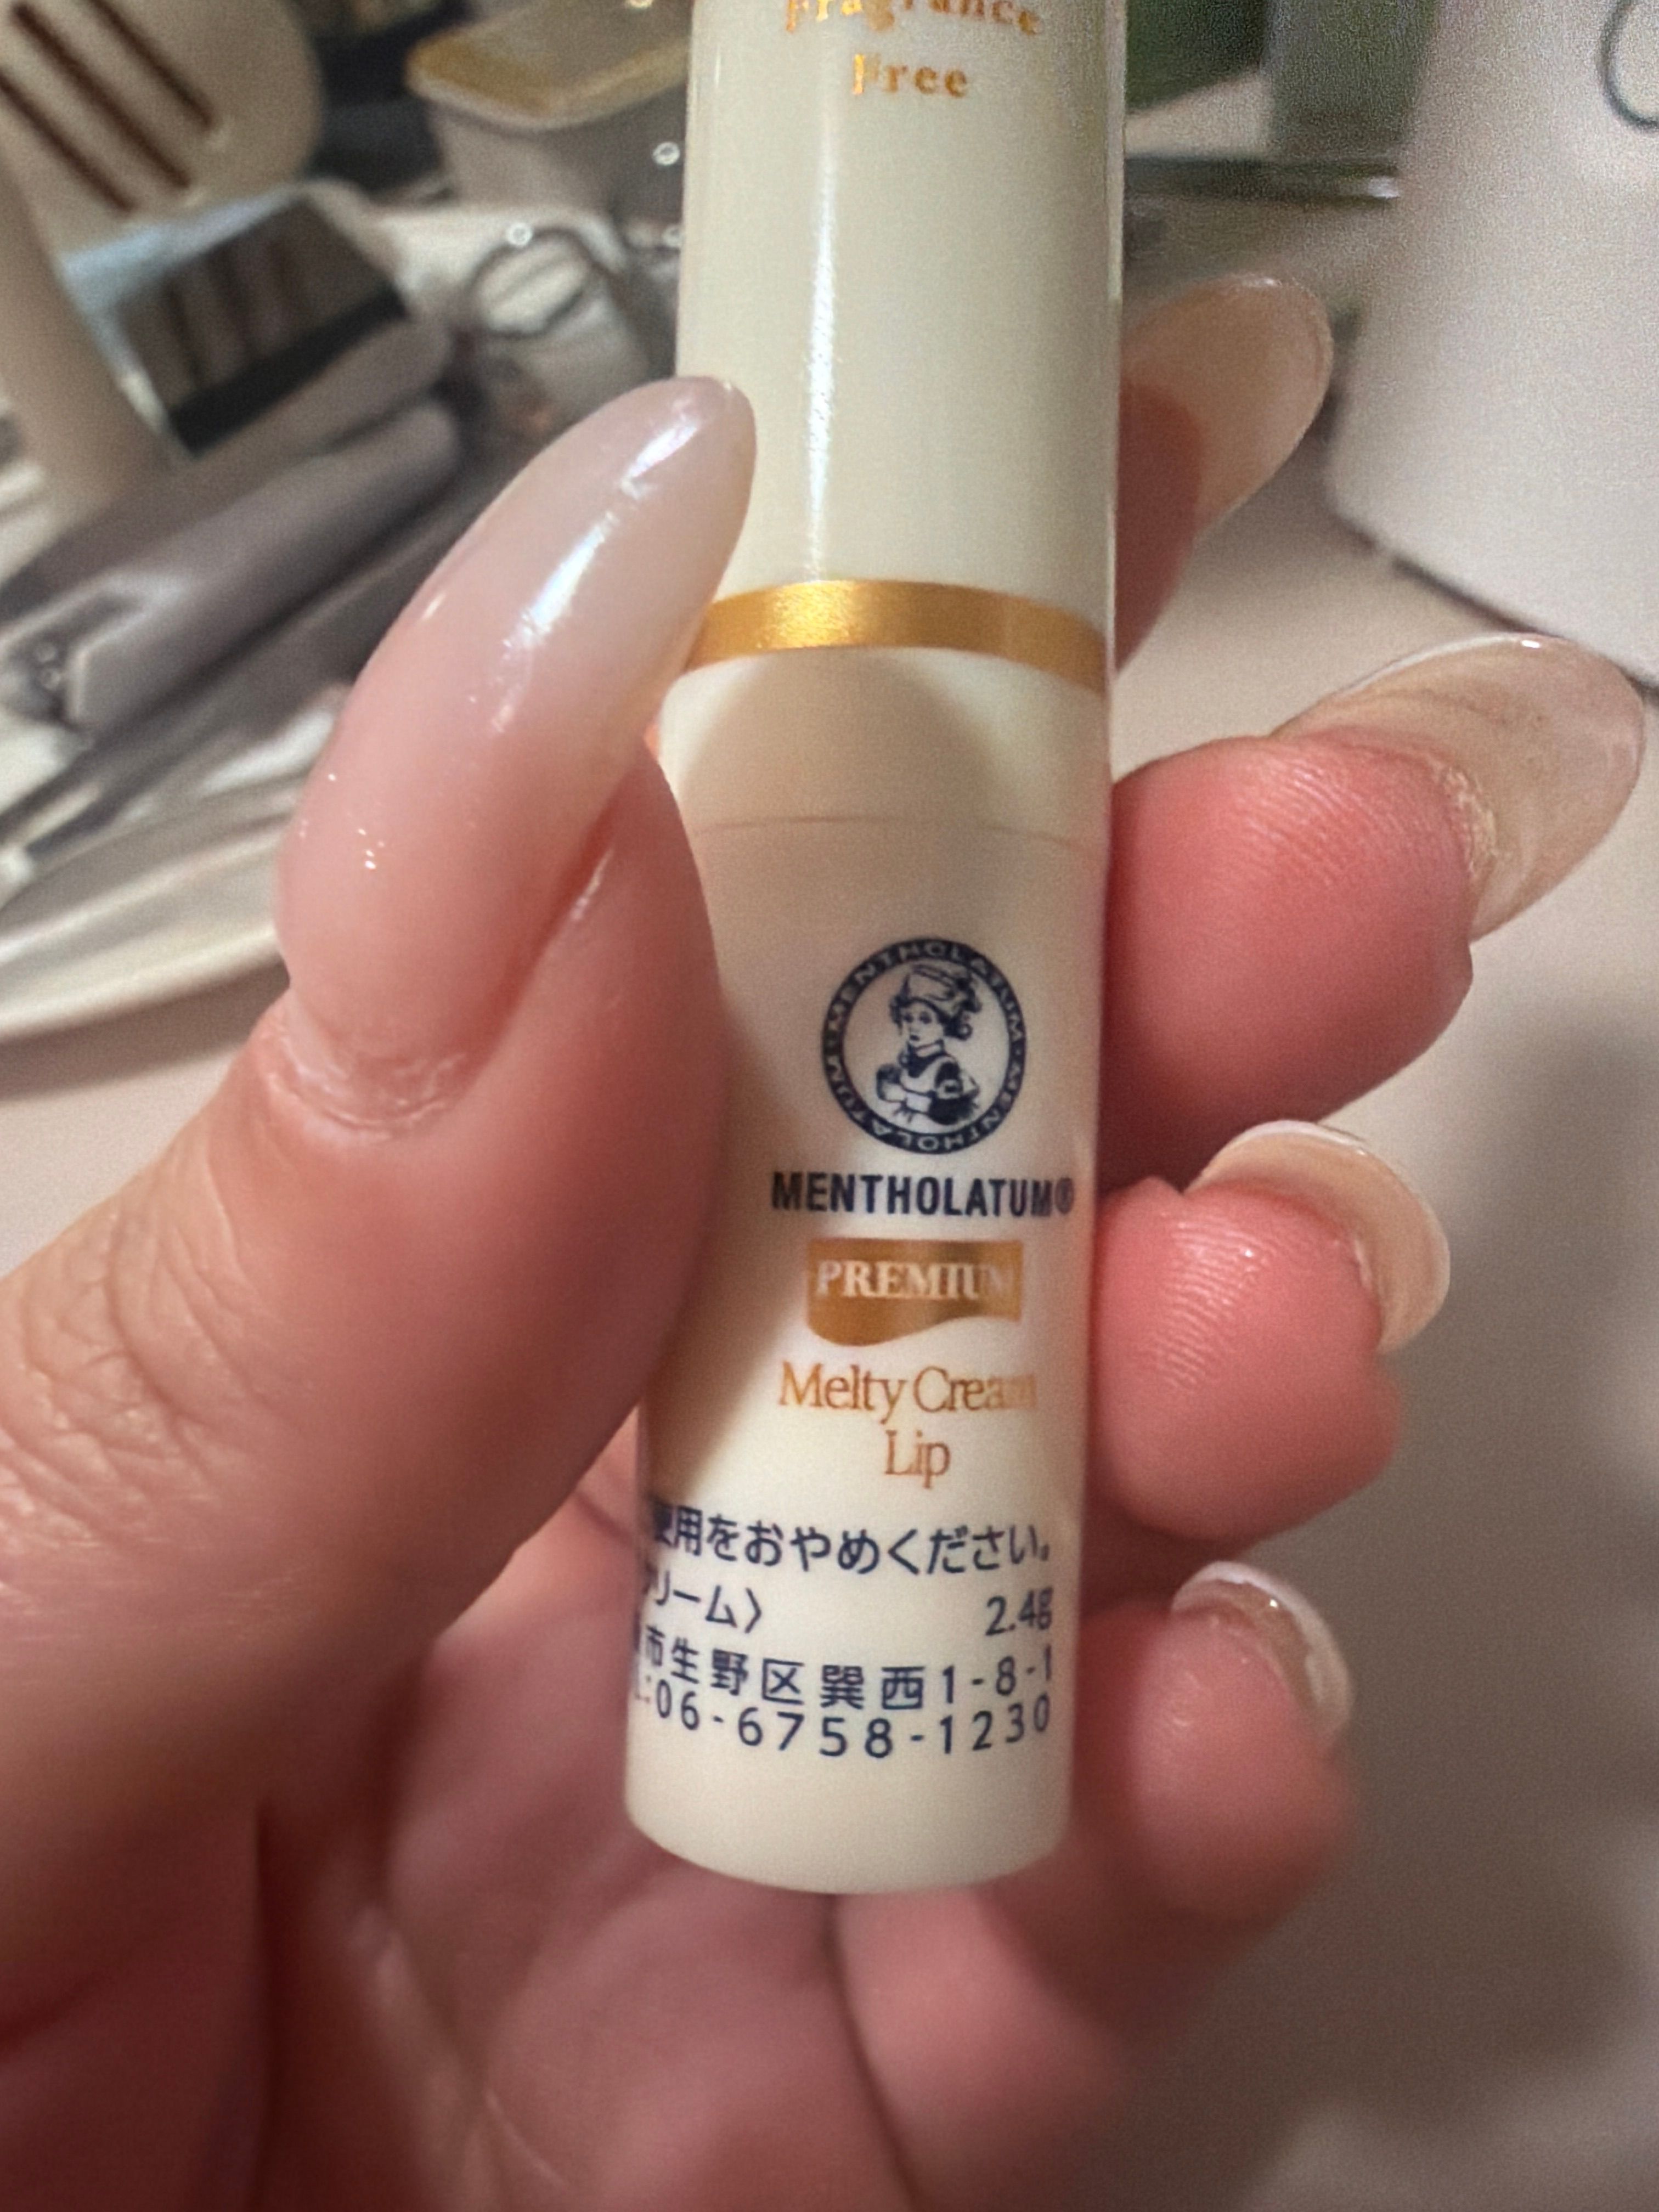 Fragrance
Free
MENTHOLATUM·MENTHOLATUM·
MENTHOLATUM®
PREMIUM
Melty Cream
Lip
使用をおやめください。
リーム〉 2.4g
市生野区巽西1-8-1
:06-6758-1230